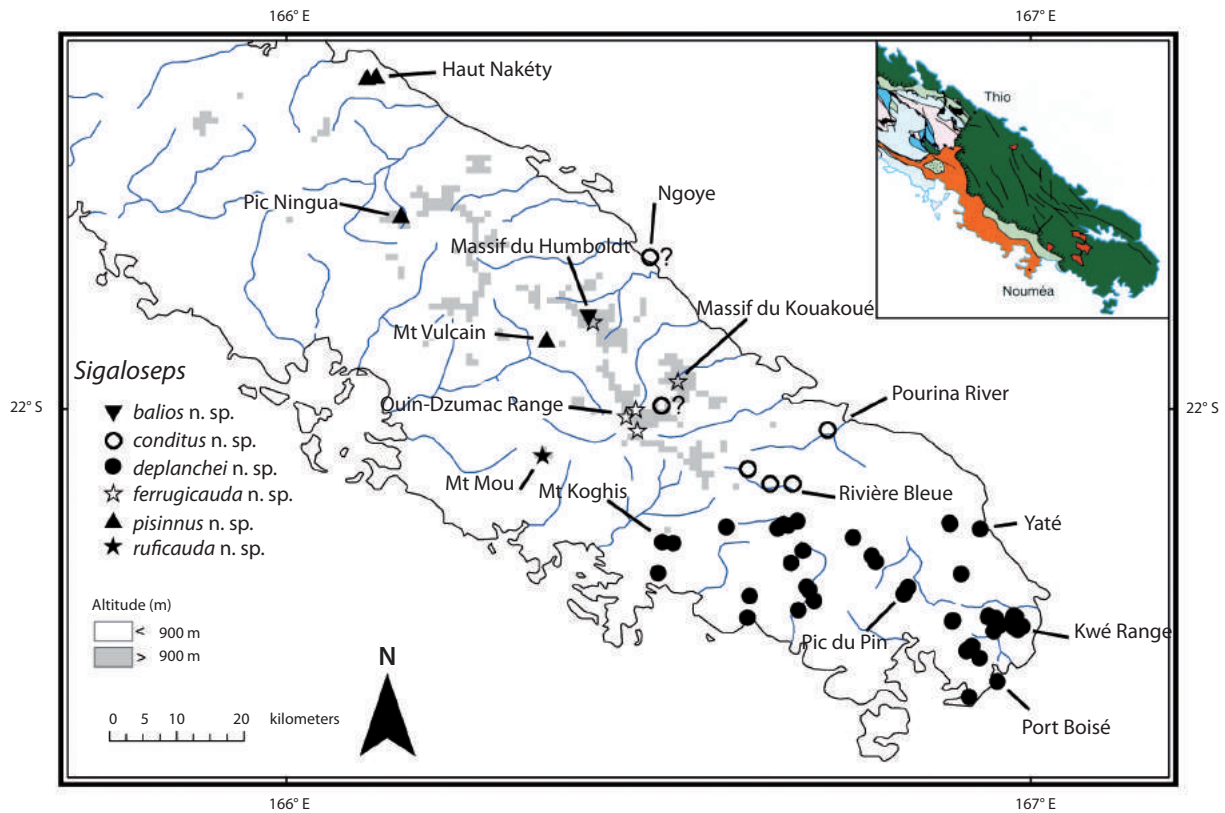 166° E
167° E
Haut Nakéty
Thio
Pic Ningua
Ngoye
Massif du Humboldt
?
Nouméa
Massif du Kouakoué
Mt Vulcain
Sigaloseps
Pourina River
22° S
Ouin-Dzumac Range
?
22° S
balios n. sp.
conditus n. sp.
deplanchei n. sp.
ferrugicauda n. sp.
pisinnus n. sp.
ruficauda n. sp.
Mt Mou
Mt Koghis
Rivière Bleue
Yaté
Altitude (m)
< 900 m
> 900 m
Pic du Pin
Kwé Range
N
0 5 10 20 kilometers
Port Boisé
166° E
167° E